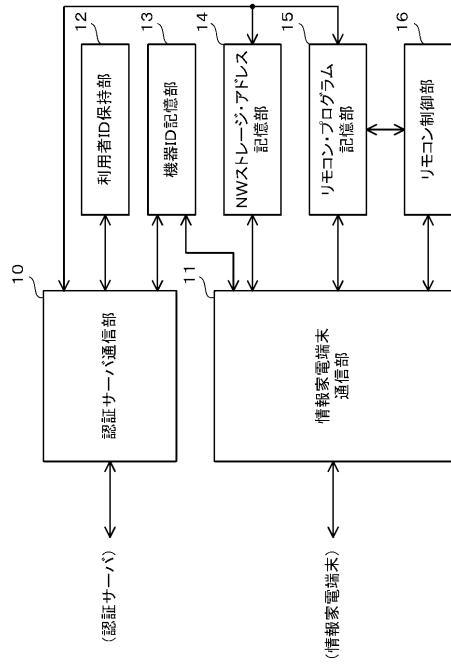 10
認証サーバ通信部
(認証サーバ)
12
利用者ID保持部
13
機器ID記憶部
14
NWストレージ・アドレス
記憶部
15
リモコン・プログラム
記憶部
16
リモコン制御部
11
情報家電端末
通信部
(情報家電端末)